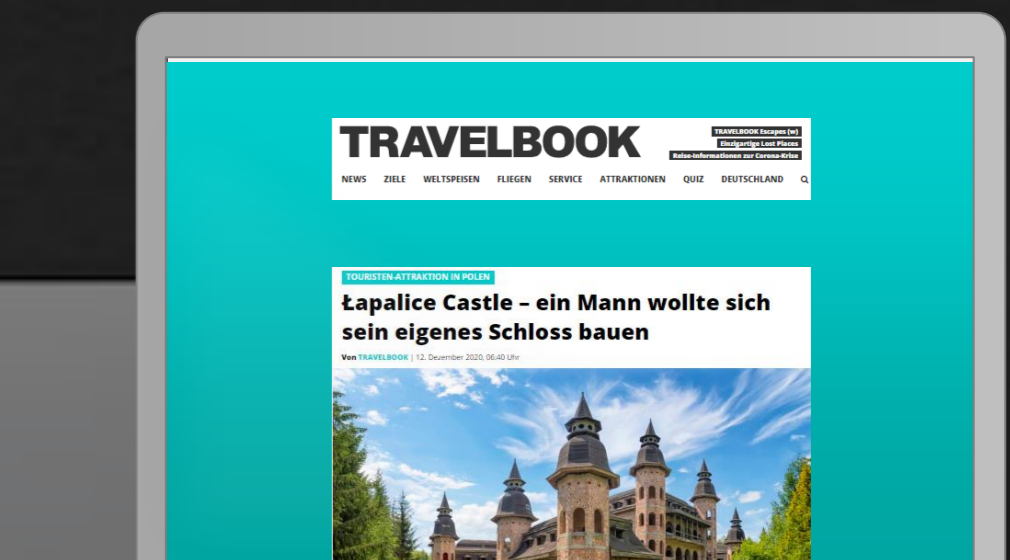 TRAVELBOOK
TRAVELBOOK Escapes (w)
Einzigartige Lost Places
Reise-Informationen zur Corona-Krise
NEWS ZIELE WELTSPEISEN FLIEGEN SERVICE ATTRAKTIONEN QUIZ DEUTSCHLAND
TOURISTEN-ATTRAKTION IN POLEN
Łapalice Castle – ein Mann wollte sich
sein eigenes Schloss bauen
Von TRAVELBOOK | 12. Dezember 2020, 06:40 Uhr